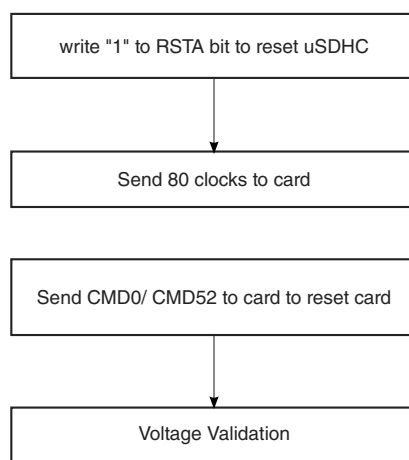 write "1" to RSTA bit to reset uSDHC
Send 80 clocks to card
Send CMD0/ CMD52 to card to reset card
Voltage Validation